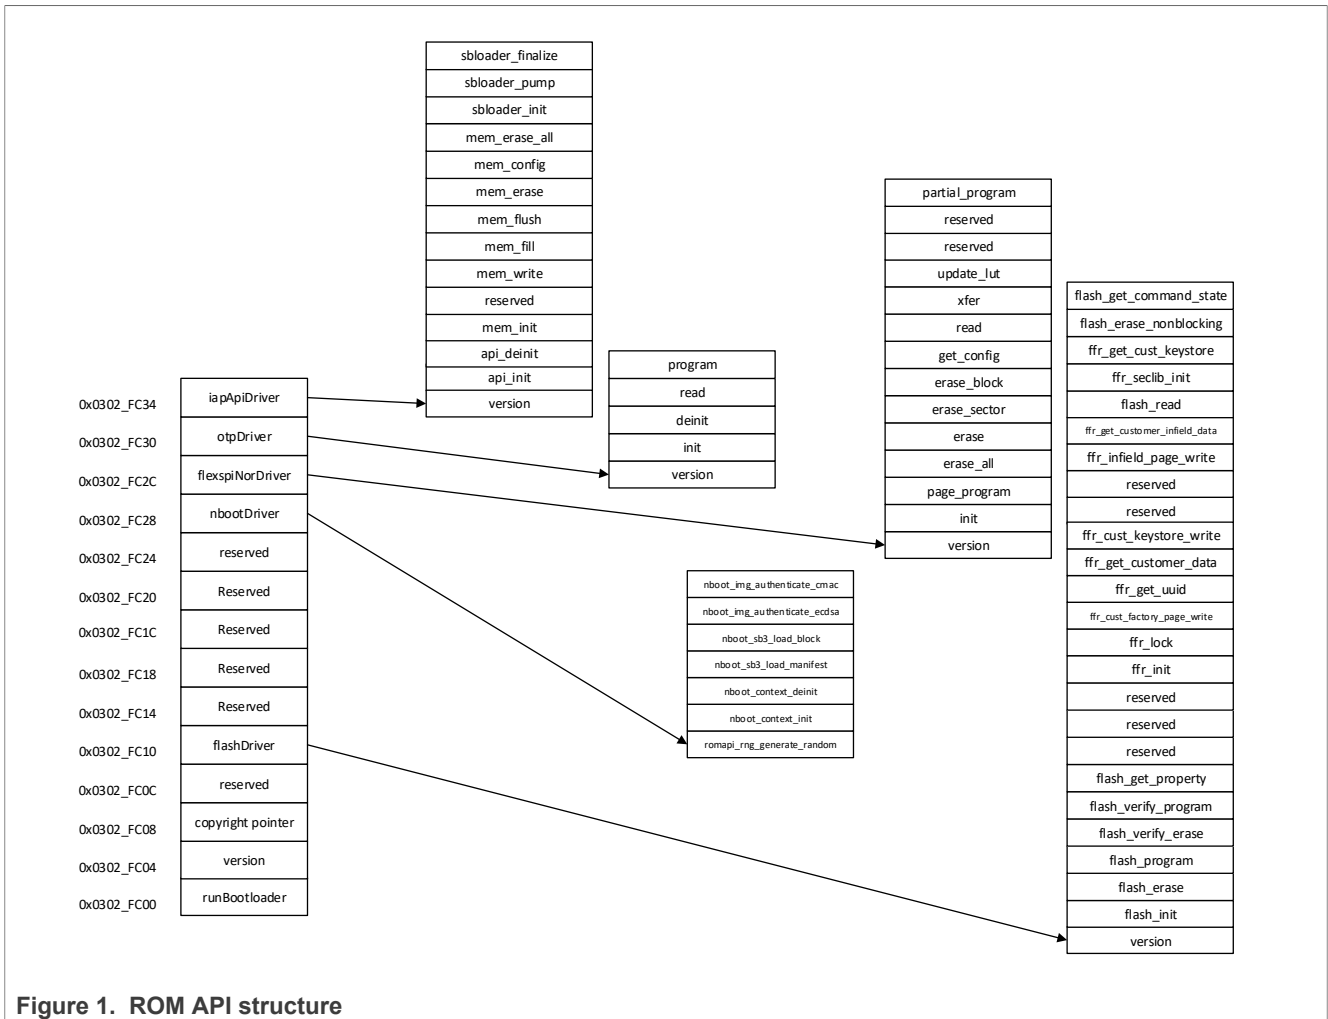 sbloader_finalize
sbloader_pump
sbloader_init
mem_erase_all
mem_config
mem_erase
mem_flush
mem_fill
mem_write
reserved
mem_init
api_deinit
api_init
version
program
read
deinit
init
version
partial_program
reserved
reserved
update_lut
xfer
read
get_config
erase_block
erase_sector
erase
erase_all
page_program
init
version
flash_get_command_state
flash_erase_nonblocking
ffr_get_cust_keystore
ffr_seclib_init
flash_read
ffr_get_customer_infield_data
ffr_infield_page_write
reserved
reserved
ffr_cust_keystore_write
ffr_get_customer_data
ffr_get_uuid
ffr_cust_factory_page_write
ffr_lock
ffr_init
reserved
reserved
reserved
flash_get_property
flash_verify_program
flash_verify_erase
flash_program
flash_erase
flash_init
version
nboot_img_authenticate_cmac
nboot_img_authenticate_ecdsa
nboot_sb3_load_block
nboot_sb3_load_manifest
nboot_context_deinit
nboot_context_init
romapi_rng_generate_random
0x0302_FC34 iapApiDriver
0x0302_FC30 otpDriver
0x0302_FC2C flexspiNorDriver
0x0302_FC28 nbootDriver
0x0302_FC24 reserved
0x0302_FC20 Reserved
0x0302_FC1C Reserved
0x0302_FC18 Reserved
0x0302_FC14 Reserved
0x0302_FC10 flashDriver
0x0302_FC0C reserved
0x0302_FC08 copyright pointer
0x0302_FC04 version
0x0302_FC00 runBootloader
Figure 1. ROM API structure